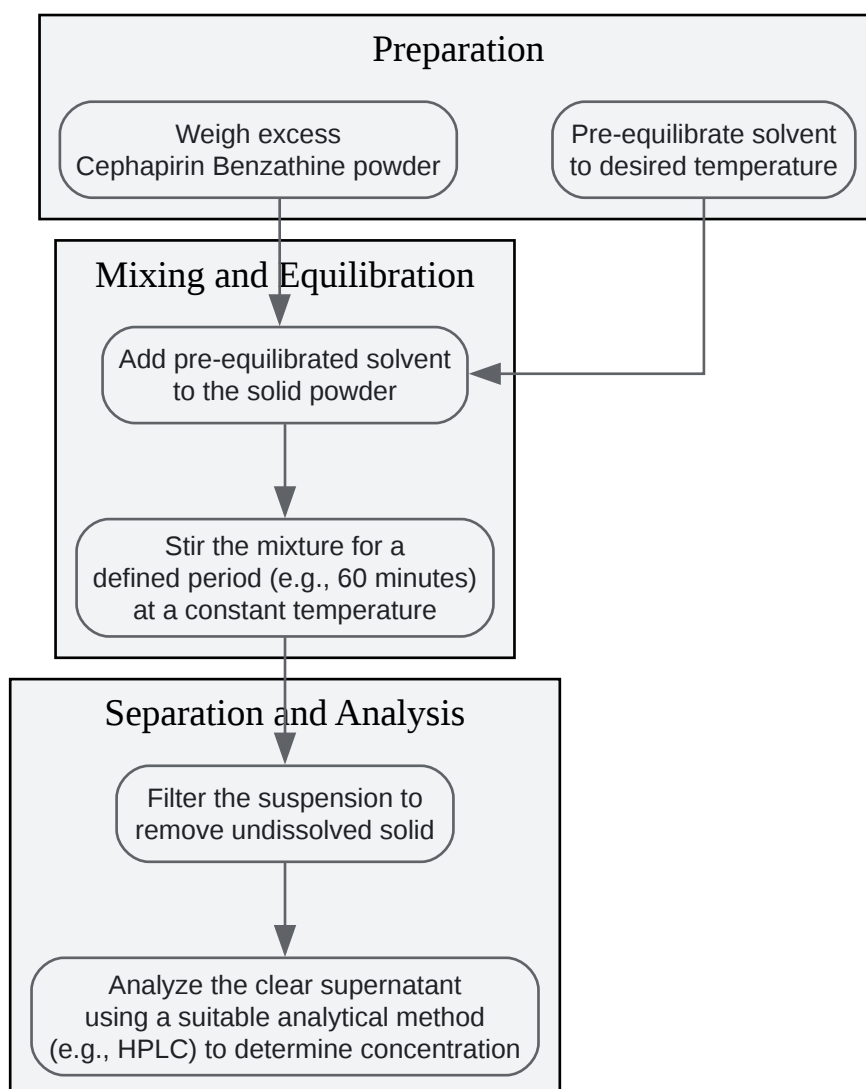 Preparation
Weigh excess
Cephapirin Benzathine powder
Pre-equilibrate solvent
to desired temperature
Mixing and Equilibration
Add pre-equilibrated solvent
to the solid powder
Stir the mixture for a
defined period (e.g., 60 minutes)
at a constant temperature
Separation and Analysis
Filter the suspension to
remove undissolved solid
Analyze the clear supernatant
using a suitable analytical method
(e.g., HPLC) to determine concentration